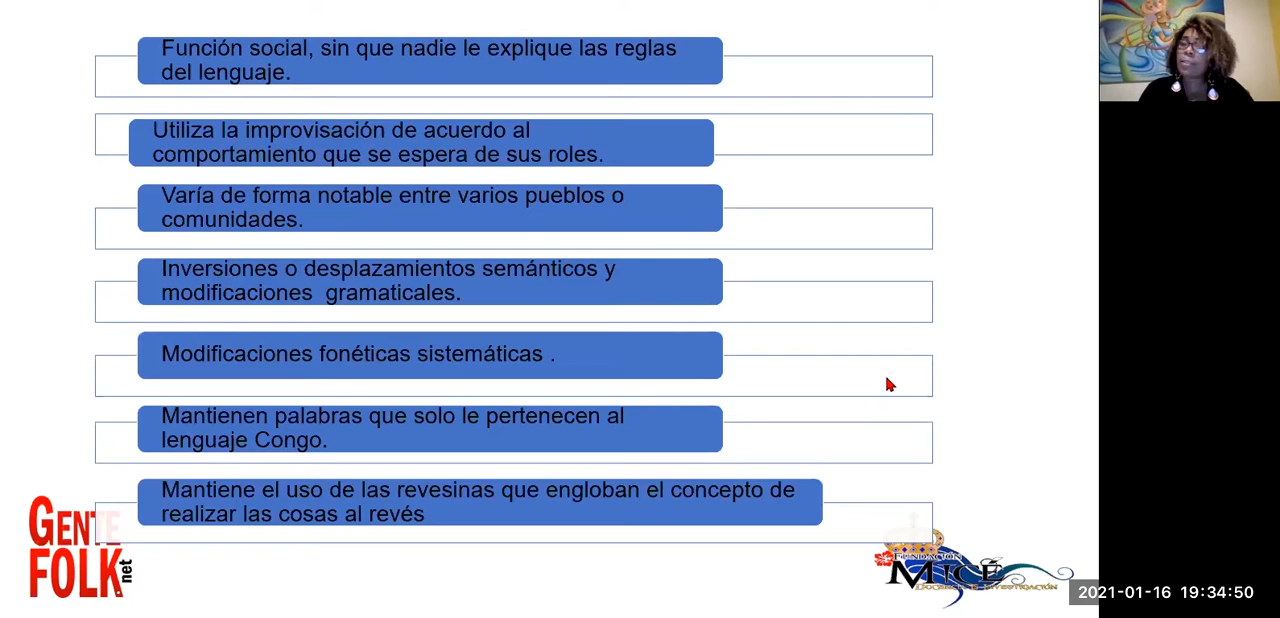 Función social, sin que nadie le explique las reglas
del lenguaje.
Utiliza la improvisación de acuerdo al
comportamiento que se espera de sus roles.
Varía de forma notable entre varios pueblos o
comunidades.
Inversiones o desplazamientos semánticos y
modificaciones  gramaticales.
Modificaciones fonéticas sistemáticas .
Mantienen palabras que solo le pertenecen al
lenguaje Congo.
Mantiene el uso de las revesinas que engloban el concepto de
realizar las cosas al revés
GENTE
FOLK.net
FUNDACIÓN
MICÉ
DOCENCIA E INVESTIGACIÓN
2021-01-16 19:34:50